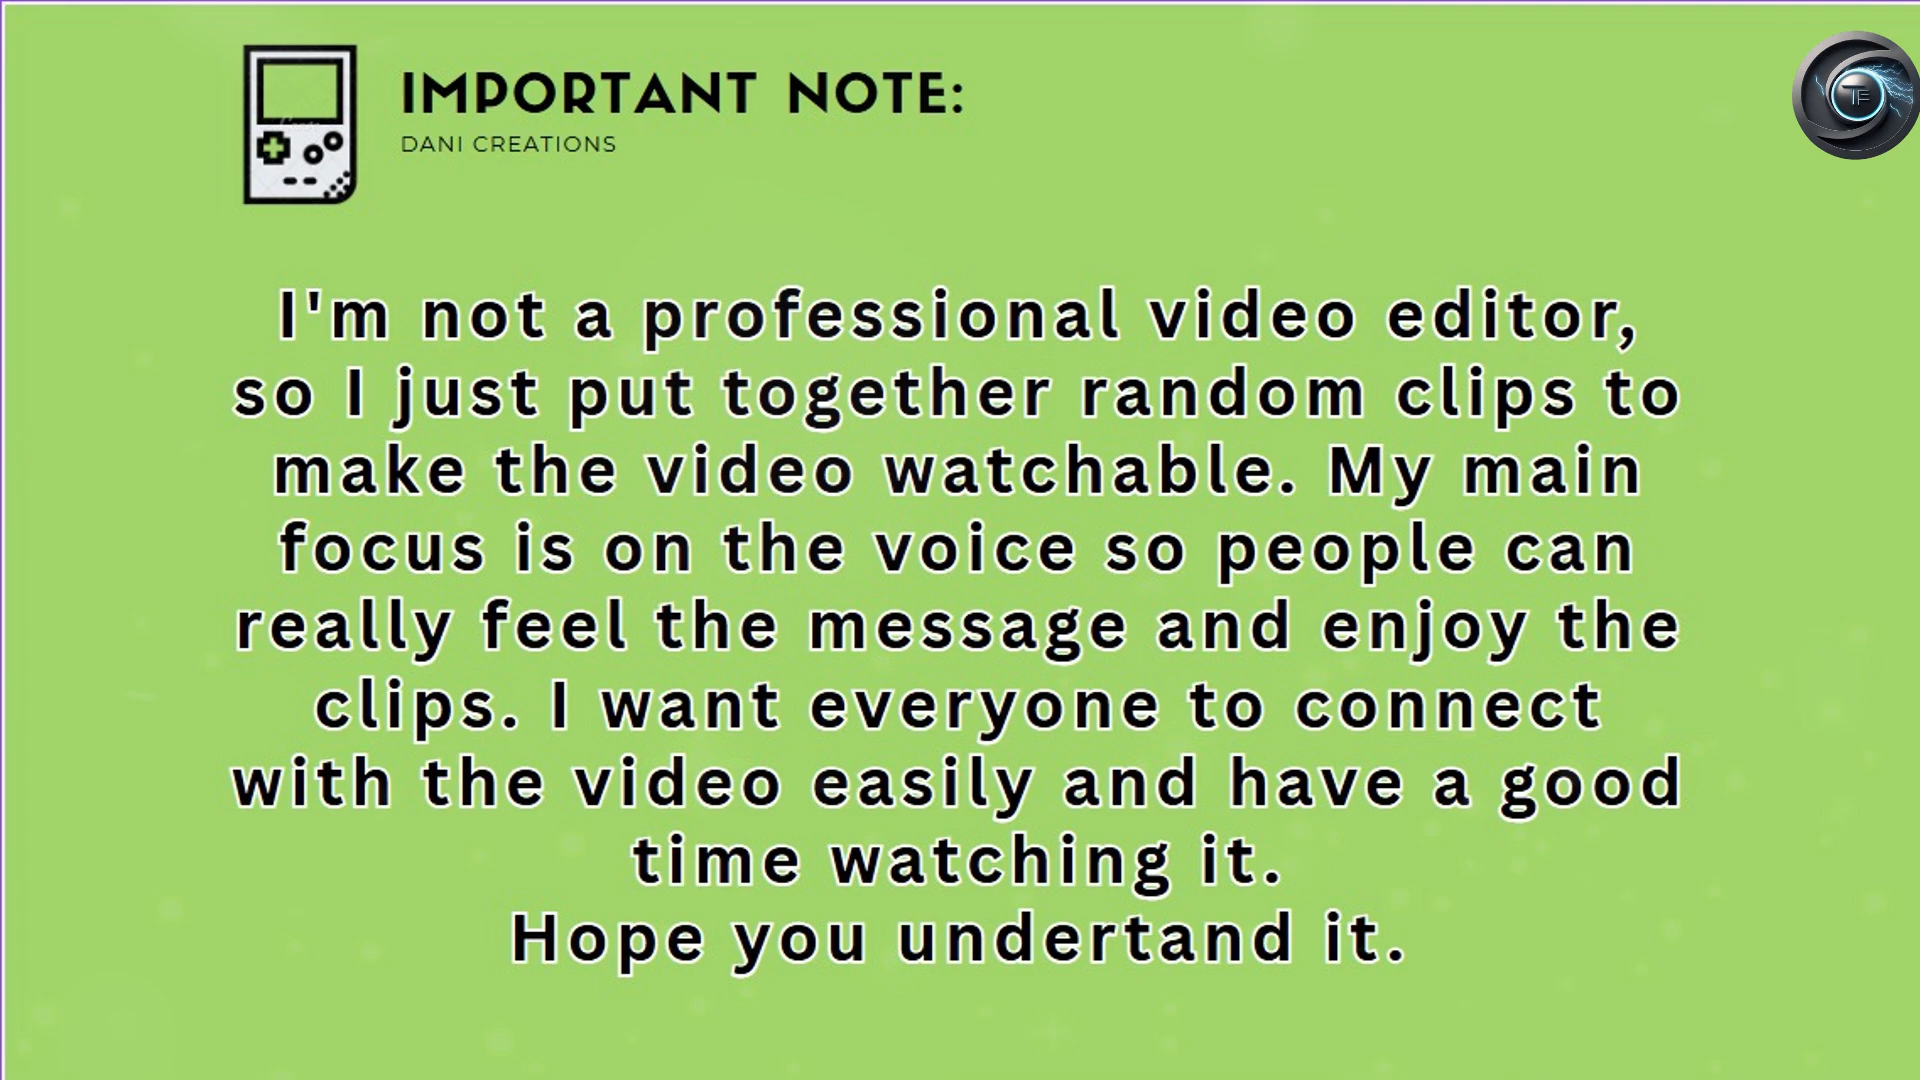 IMPORTANT NOTE:
DANI CREATIONS
TE
I'm not a professional video editor,
so I just put together random clips to
make the video watchable. My main
focus is on the voice so people can
really feel the message and enjoy the
clips. I want everyone to connect
with the video easily and have a good
time watching it.
Hope you undertand it.